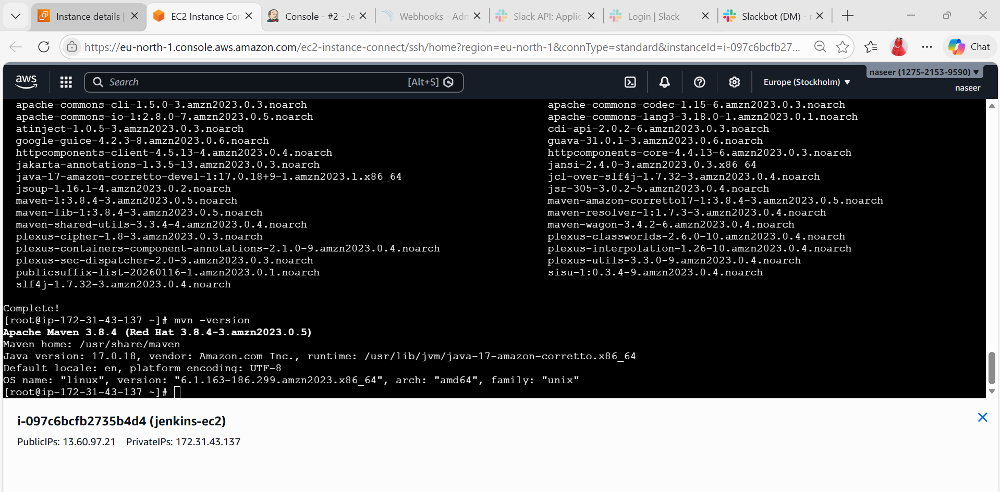 Instance details
EC2 Instance Con
Console - #2 - Je
Webhooks - Adm
Slack API: Applic
Login | Slack
Slackbot (DM) -
https://eu-north-1.console.aws.amazon.com/ec2-instance-connect/ssh/home?region=eu-north-1&connType=standard&instanceId=i-097c6bcfb27...
Chat
aws
Search
[Alt+S]
Europe (Stockholm)
naseer (1275-2153-9590)
naseer
apache-commons-cli-1.5.0-3.amzn2023.0.3.noarch apache-commons-codec-1.15-6.amzn2023.0.3.noarch
apache-commons-io-1:2.8.0-7.amzn2023.0.5.noarch apache-commons-lang3-3.18.0-1.amzn2023.0.1.noarch
atinject-1.0.5-3.amzn2023.0.3.noarch cdi-api-2.0.2-6.amzn2023.0.3.noarch
google-guice-4.2.3-8.amzn2023.0.6.noarch guava-31.0.1-3.amzn2023.0.6.noarch
httpcomponents-client-4.5.13-4.amzn2023.0.4.noarch httpcomponents-core-4.4.13-6.amzn2023.0.3.noarch
jakarta-annotations-1.3.5-13.amzn2023.0.3.noarch jansi-2.4.0-3.amzn2023.0.3.x86_64
java-17-amazon-corretto-devel-1:17.0.18+9-1.amzn2023.1.x86_64 jcl-over-slf4j-1.7.32-3.amzn2023.0.4.noarch
jsoup-1.16.1-4.amzn2023.0.2.noarch jsr-305-3.0.2-5.amzn2023.0.4.noarch
maven-1:3.8.4-3.amzn2023.0.5.noarch maven-amazon-corretto17-1:3.8.4-3.amzn2023.0.5.noarch
maven-lib-1:3.8.4-3.amzn2023.0.5.noarch maven-resolver-1:1.7.3-3.amzn2023.0.4.noarch
maven-shared-utils-3.3.4-4.amzn2023.0.4.noarch maven-wagon-3.4.2-6.amzn2023.0.4.noarch
plexus-cipher-1.8-3.amzn2023.0.3.noarch plexus-classworlds-2.6.0-10.amzn2023.0.4.noarch
plexus-containers-component-annotations-2.1.0-9.amzn2023.0.4.noarch plexus-interpolation-1.26-10.amzn2023.0.4.noarch
plexus-sec-dispatcher-2.0-3.amzn2023.0.3.noarch plexus-utils-3.3.0-9.amzn2023.0.4.noarch
publicsuffix-list-20260116-1.amzn2023.0.1.noarch sisu-1:0.3.4-9.amzn2023.0.4.noarch
slf4j-1.7.32-3.amzn2023.0.4.noarch
Complete!
[root@ip-172-31-43-137 ~]# mvn -version
Apache Maven 3.8.4 (Red Hat 3.8.4-3.amzn2023.0.5)
Maven home: /usr/share/maven
Java version: 17.0.18, vendor: Amazon.com Inc., runtime: /usr/lib/jvm/java-17-amazon-corretto.x86_64
Default locale: en, platform encoding: UTF-8
OS name: "linux", version: "6.1.163-186.299.amzn2023.x86_64", arch: "amd64", family: "unix"
[root@ip-172-31-43-137 ~]#
i-097c6bcfb2735b4d4 (jenkins-ec2)
PublicIPs: 13.60.97.21 PrivateIPs: 172.31.43.137